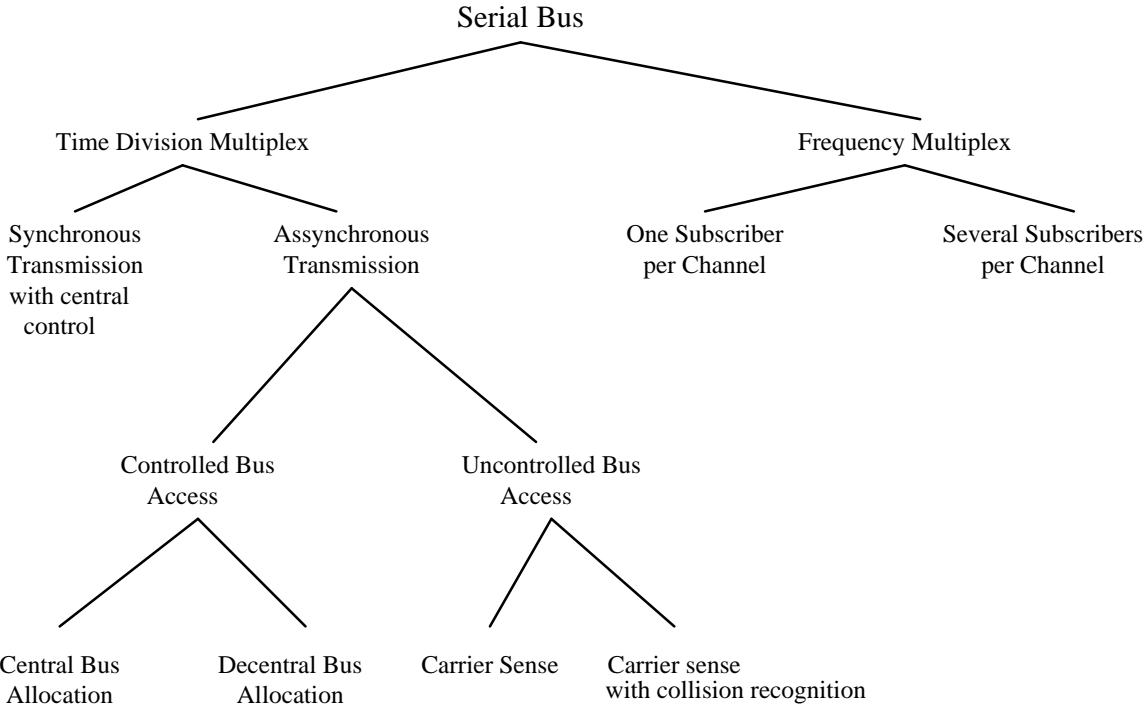 Serial Bus
Time Division Multiplex
Frequency Multiplex
Synchronous
Transmission
with central
control
Assynchronous
Transmission
One Subscriber
per Channel
Several Subscribers
per Channel
Controlled Bus
Access
Uncontrolled Bus
Access
Central Bus
Allocation
Decentral Bus
Allocation
Carrier Sense
Carrier sense
with collision recognition